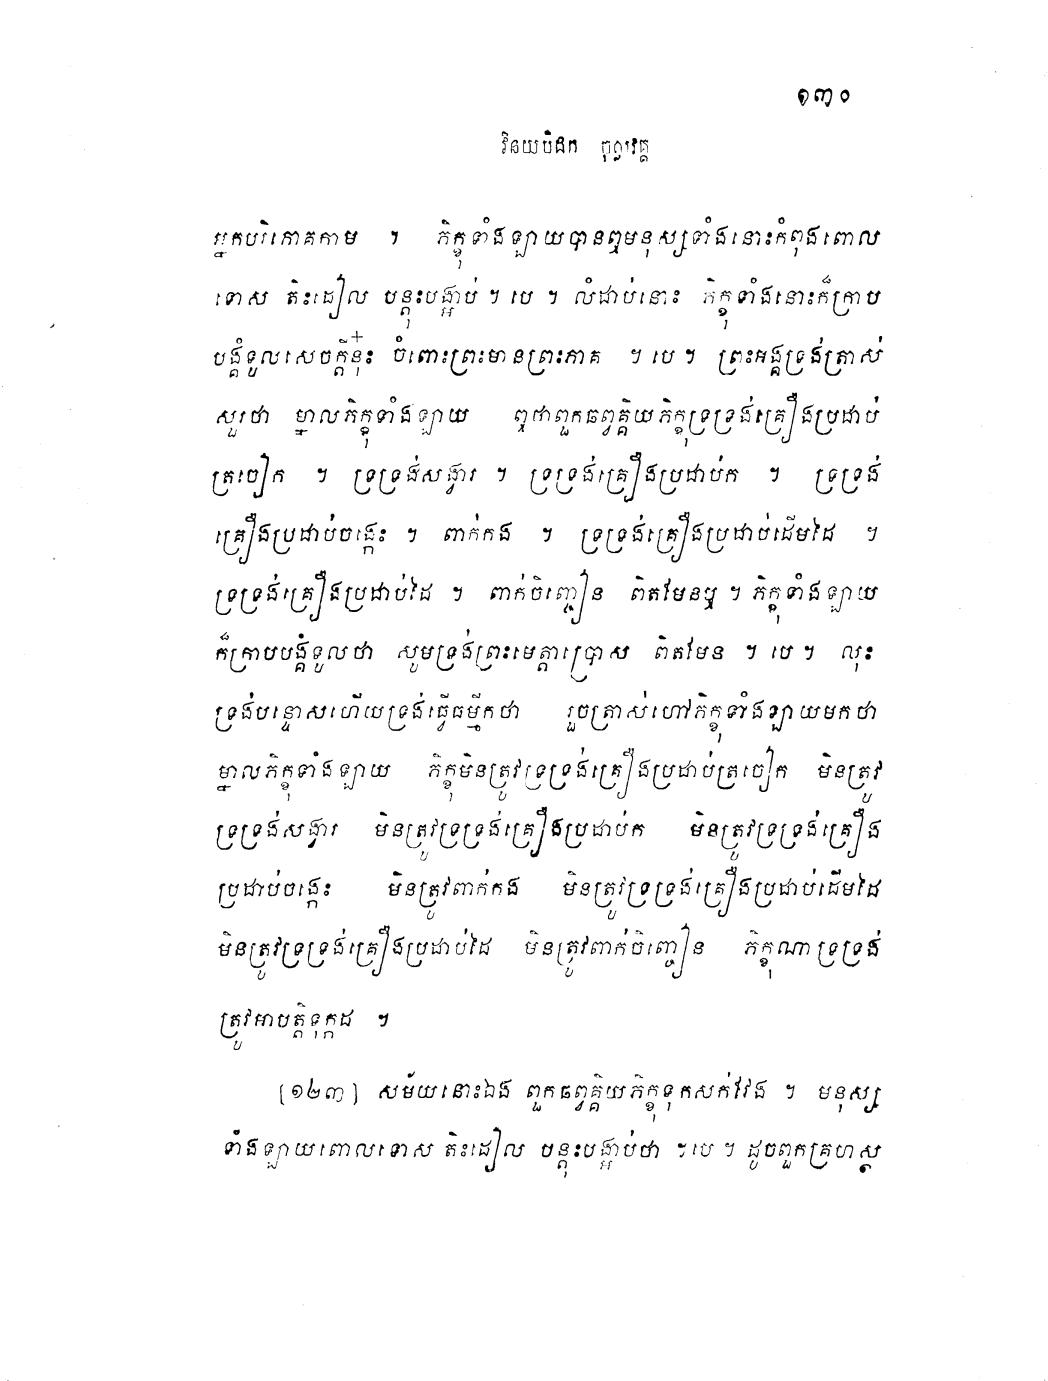 ១៣០
វិនយបិដក ចុល្លវគ្គ
អ្នកបរិភោគកាម ។ ភិក្ខុទាំងឡាយបានឮមនុស្សទាំងនោះកំពុងពោល
ទោស តិះដៀល បន្តុះបង្អាប់ ។ បេ ។ លំដាប់នោះ ភិក្ខុទាំងនោះក៏ក្រាប
បង្គំទូលសេចក្តីនុ៎ះ ចំពោះព្រះមានព្រះភាគ ។ បេ ។ ព្រះអង្គទ្រង់ត្រាស់
សួរថា ម្នាលភិក្ខុទាំងឡាយ ឮថាពួកឆព្វគ្គិយភិក្ខុទ្រទ្រង់គ្រឿងប្រដាប់
ត្រចៀក ។ ទ្រទ្រង់សង្វារ ។ ទ្រទ្រង់គ្រឿងប្រដាប់ក ។ ទ្រទ្រង់
គ្រឿងប្រដាប់ចង្កេះ ។ ពាក់កង ។ ទ្រទ្រង់គ្រឿងប្រដាប់ដើមដៃ ។
ទ្រទ្រង់គ្រឿងប្រដាប់ដៃ ។ ពាក់ចិញ្ចៀន ពិតមែនឬ ។ ភិក្ខុទាំងឡាយ
ក៏ក្រាបបង្គំទូលថា សូមទ្រង់ព្រះមេត្តាប្រោស ពិតមែន ។ បេ ។ លុះ
ទ្រង់បន្ទោសហើយទ្រង់ធ្វើធម្មីកថា រួចត្រាស់ហៅភិក្ខុទាំងឡាយមកថា
ម្នាលភិក្ខុទាំងឡាយ ភិក្ខុមិនត្រូវទ្រទ្រង់គ្រឿងប្រដាប់ត្រចៀក មិនត្រូវ
ទ្រទ្រង់សង្វារ មិនត្រូវទ្រទ្រង់គ្រឿងប្រដាប់ក មិនត្រូវទ្រទ្រង់គ្រឿង
ប្រដាប់ចង្កេះ មិនត្រូវពាក់កង មិនត្រូវទ្រទ្រង់គ្រឿងប្រដាប់ដើមដៃ
មិនត្រូវទ្រទ្រង់គ្រឿងប្រដាប់ដៃ មិនត្រូវពាក់ចិញ្ចៀន ភិក្ខុណាទ្រទ្រង់
ត្រូវអាបត្តិទុក្កដ ។
[១២៣] សម័យនោះឯង ពួកឆព្វគ្គិយភិក្ខុទុកសក់វែង ។ មនុស្ស
ទាំងឡាយពោលទោស តិះដៀល បន្តុះបង្អាប់ថា ។ បេ ។ ដូចពួកគ្រហស្ថ